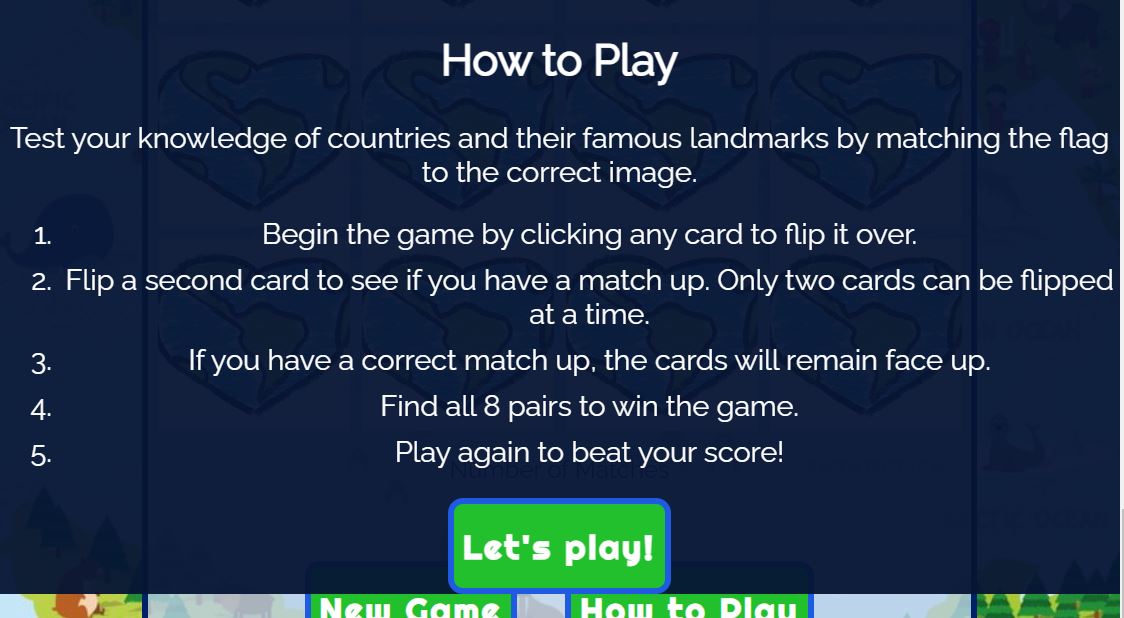 How to Play
Test your knowledge of countries and their famous landmarks by matching the flag
to the correct image.
1. Begin the game by clicking any card to flip it over.
2. Flip a second card to see if you have a match up. Only two cards can be flipped
at a time.
3. If you have a correct match up, the cards will remain face up.
4. Find all 8 pairs to win the game.
5. Play again to beat your score!
Number of Matches
Let's play!
New Game
How to Play